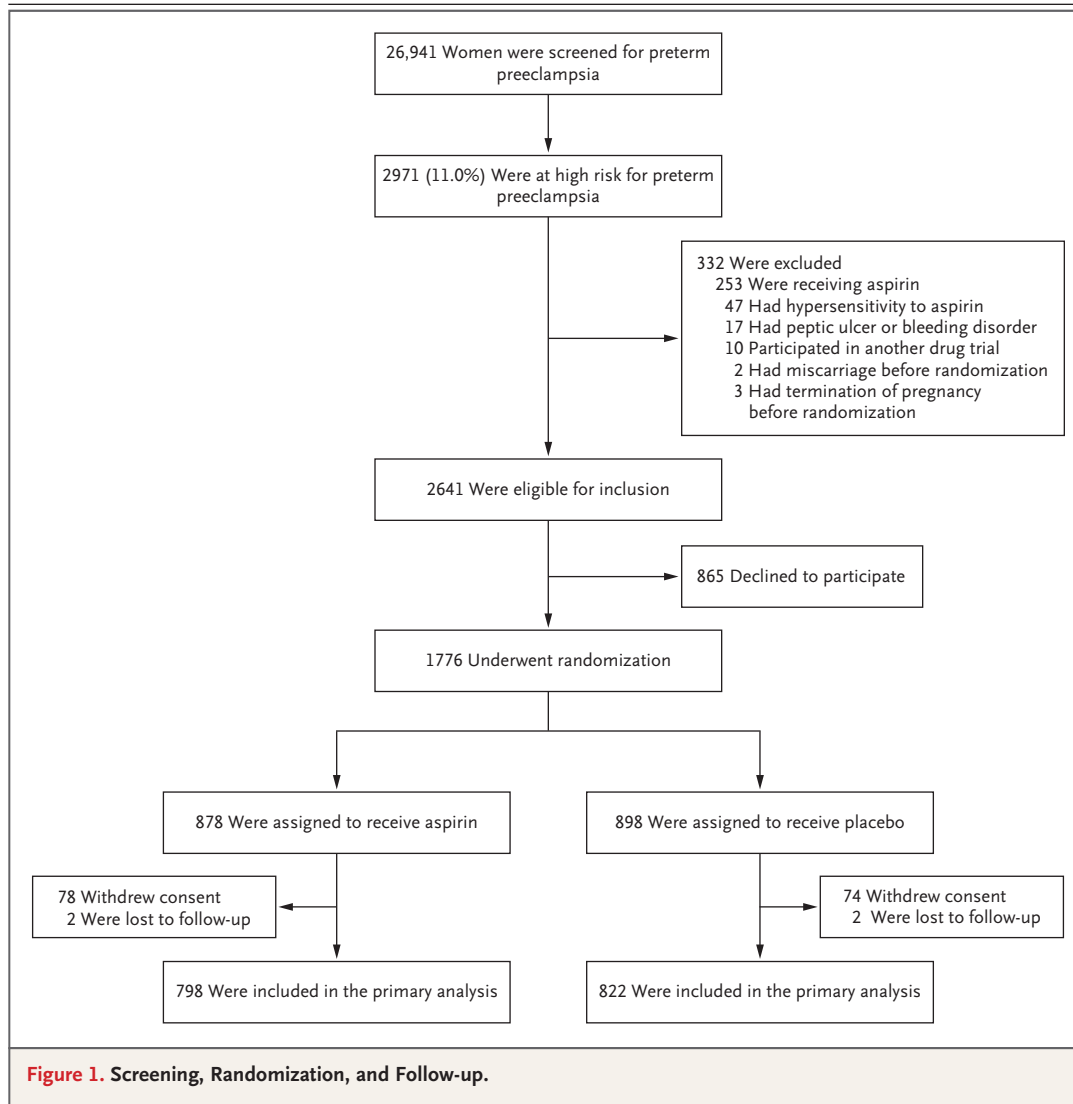 26,941 Women were screened for preterm
preeclampsia
2971 (11.0%) Were at high risk for preterm
preeclampsia
332 Were excluded
253 Were receiving aspirin
47 Had hypersensitivity to aspirin
17 Had peptic ulcer or bleeding disorder
10 Participated in another drug trial
2 Had miscarriage before randomization
3 Had termination of pregnancy
before randomization
2641 Were eligible for inclusion
865 Declined to participate
1776 Underwent randomization
878 Were assigned to receive aspirin
898 Were assigned to receive placebo
78 Withdrew consent
2 Were lost to follow-up
74 Withdrew consent
2 Were lost to follow-up
798 Were included in the primary analysis
822 Were included in the primary analysis
Figure 1. Screening, Randomization, and Follow-up.